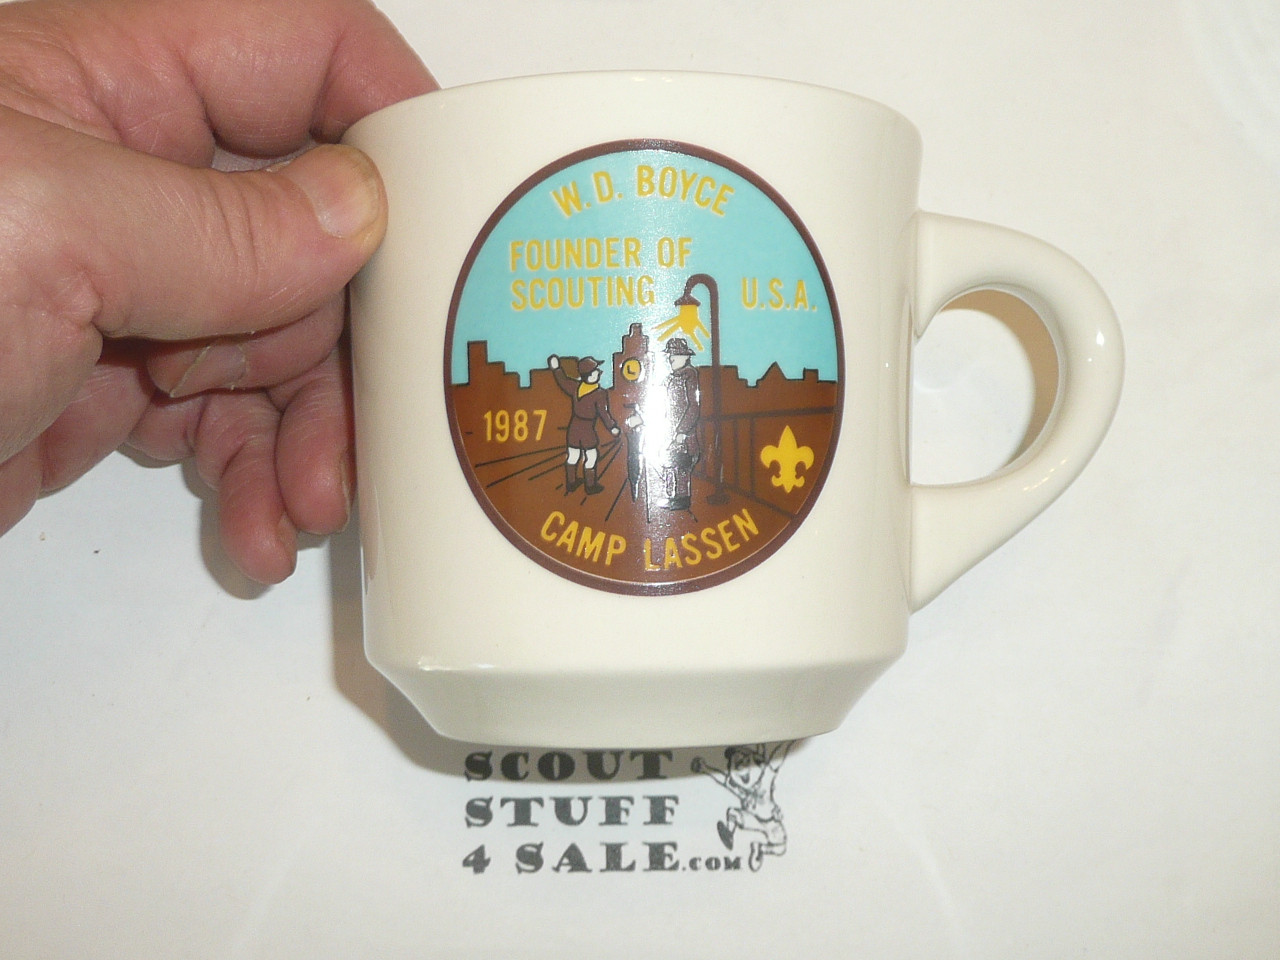 W.D. BOYCE
FOUNDER OF
SCOUTING U.S.A.
1987
CAMP LASSEN
SCOUT
STUFF
4 SALE.COM